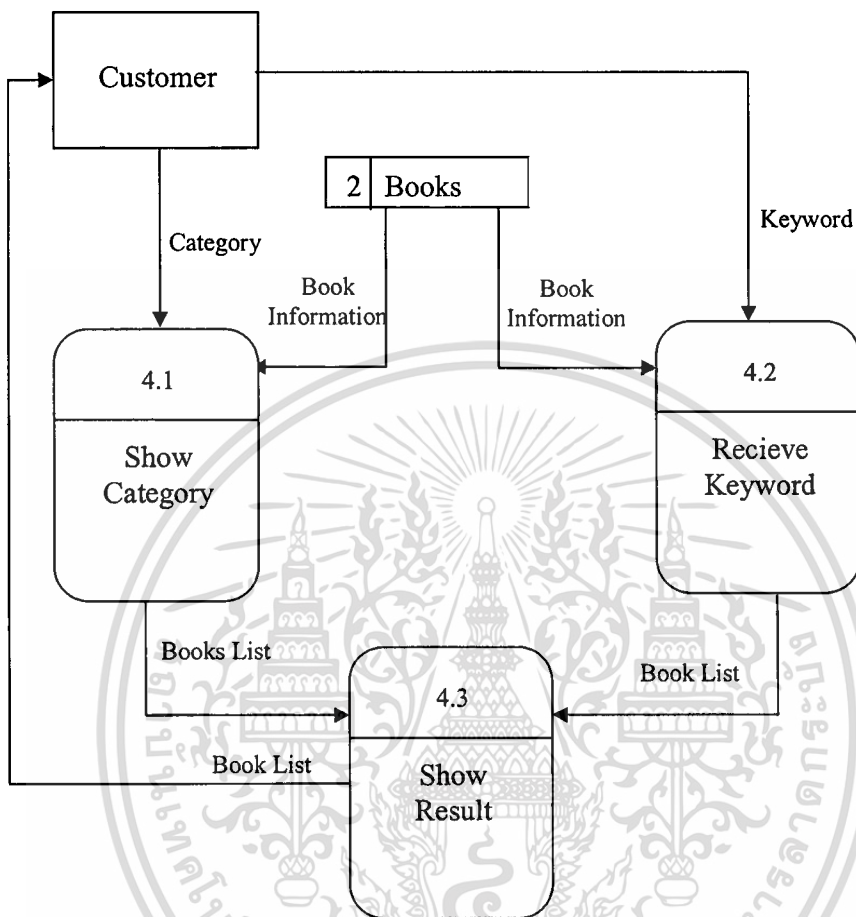 Customer
2 Books
Category
Keyword
Book
Information
Book
Information
4.1
Show
Category
4.2
Recieve
Keyword
Books List
Book List
4.3
Show
Result
Book List